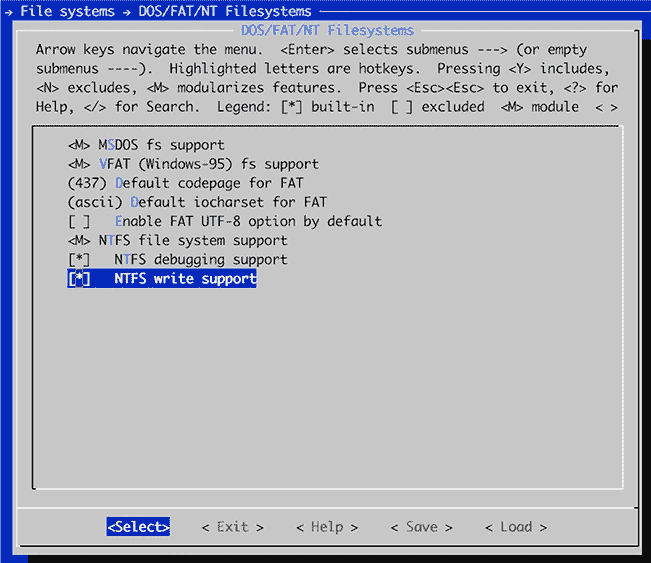 → File systems → DOS/FAT/NT Filesystems
DOS/FAT/NT Filesystems
Arrow keys navigate the menu.  <Enter> selects submenus ---> (or empty
submenus ----).  Highlighted letters are hotkeys.  Pressing <Y> includes,
<N> excludes, <M> modularizes features.  Press <Esc><Esc> to exit, <?> for
Help, </> for Search.  Legend: [*] built-in  [ ] excluded  <M> module  < >
<M> MSDOS fs support
<M> VFAT (Windows-95) fs support
(437) Default codepage for FAT
(ascii) Default iocharset for FAT
[ ]   Enable FAT UTF-8 option by default
<M> NTFS file system support
[*]   NTFS debugging support
[*]   NTFS write support
<Select>    < Exit >    < Help >    < Save >    < Load >